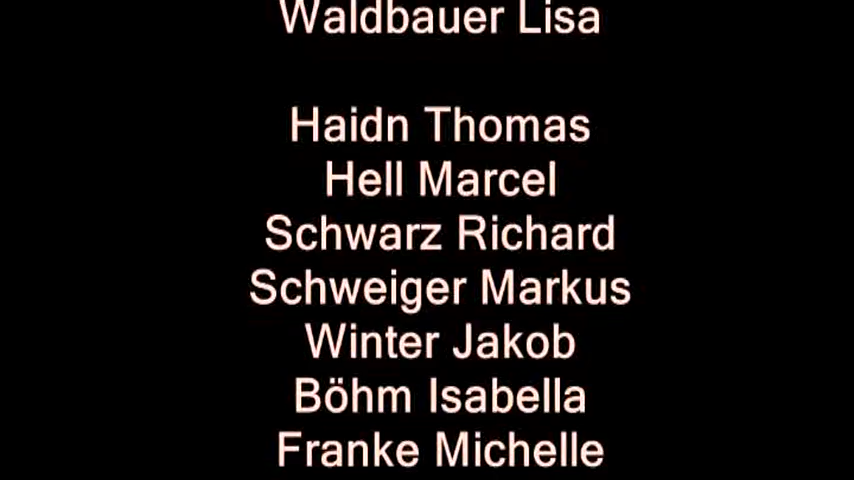 Waldbauer Lisa
Haidn Thomas
Hell Marcel
Schwarz Richard
Schweiger Markus
Winter Jakob
Böhm Isabella
Franke Michelle